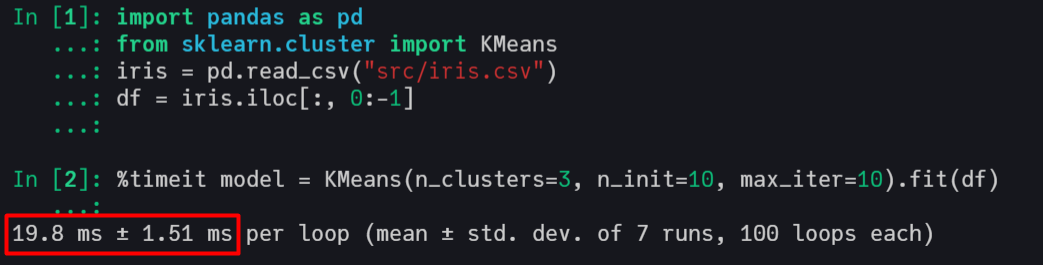 In [1]: import pandas as pd
   ...: from sklearn.cluster import KMeans
   ...: iris = pd.read_csv("src/iris.csv")
   ...: df = iris.iloc[:, 0:-1]
   ...:
In [2]: %timeit model = KMeans(n_clusters=3, n_init=10, max_iter=10).fit(df)
   ...:
19.8 ms ± 1.51 ms per loop (mean ± std. dev. of 7 runs, 100 loops each)